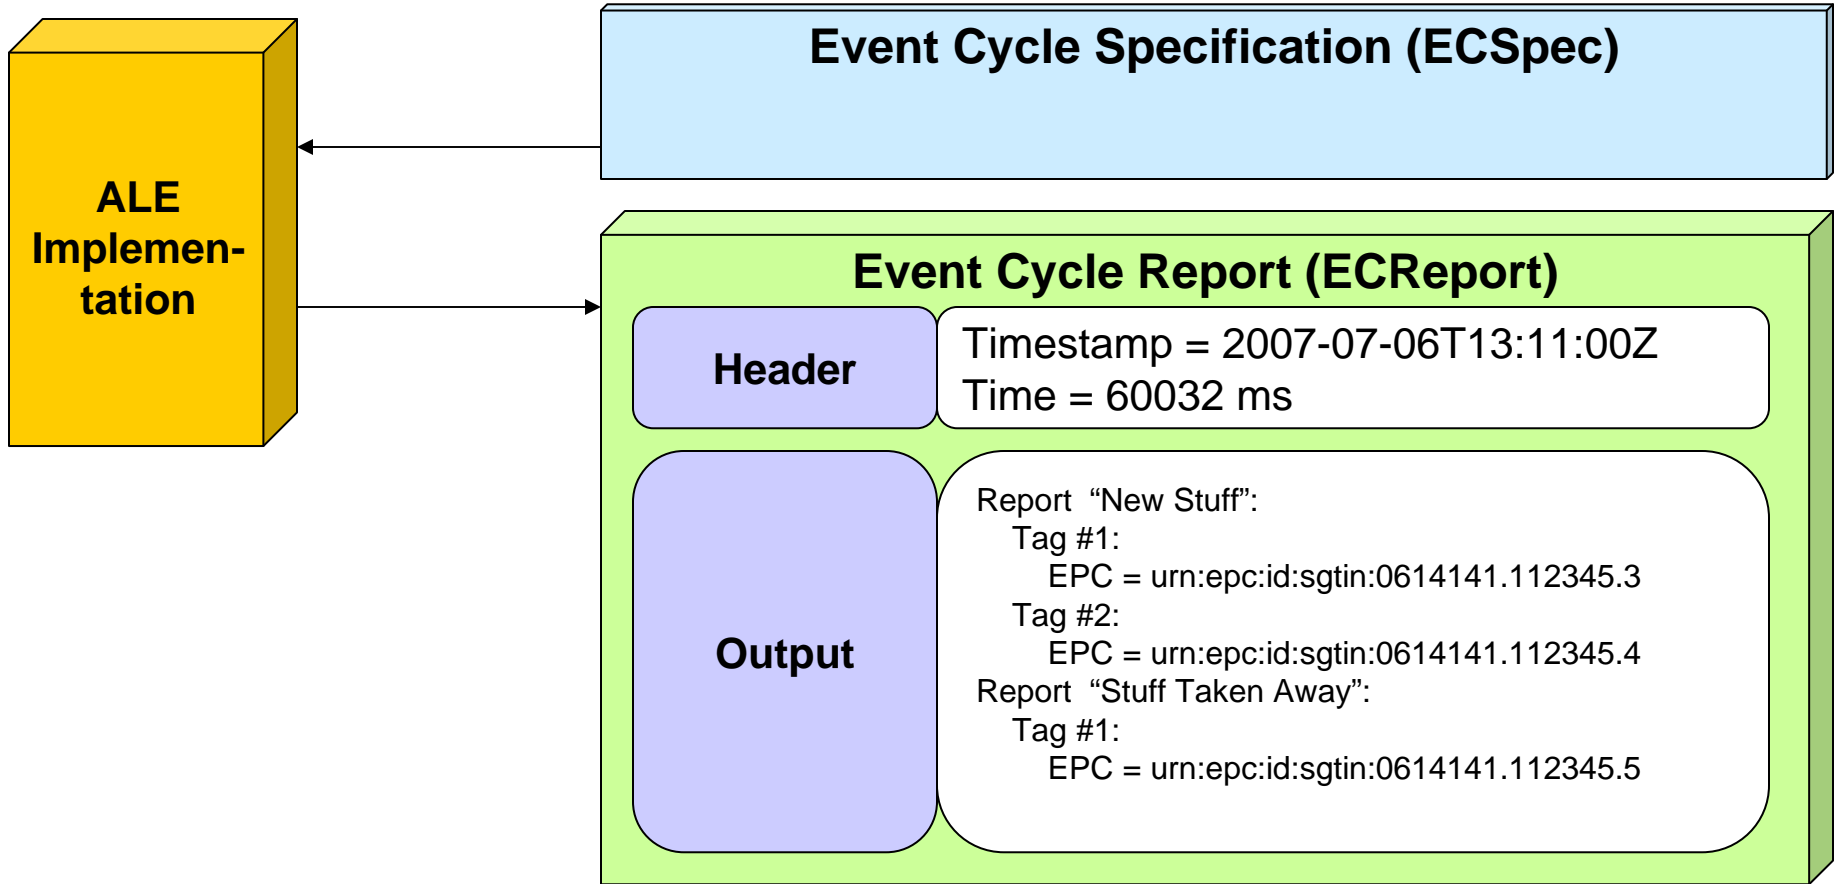 Event Cycle Specification (ECSpec)
ALE
Implemen-
tation
Event Cycle Report (ECReport)
Header
Timestamp = 2007-07-06T13:11:00Z
Time = 60032 ms
Output
Report “New Stuff”:
Tag #1:
EPC = urn:epc:id:sgtin:0614141.112345.3
Tag #2:
EPC = urn:epc:id:sgtin:0614141.112345.4
Report “Stuff Taken Away”:
Tag #1:
EPC = urn:epc:id:sgtin:0614141.112345.5